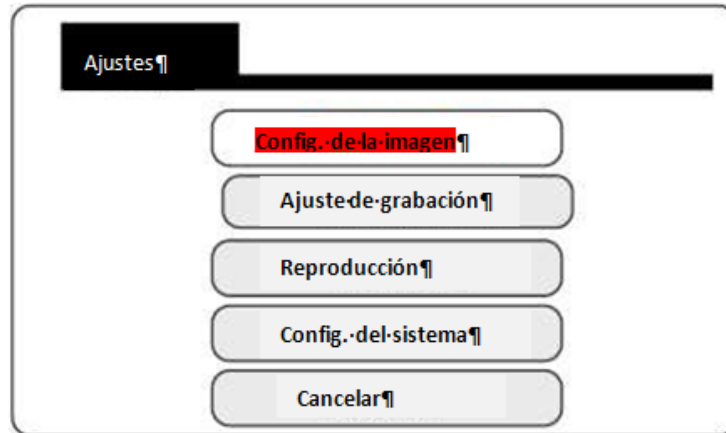 Ajustes¶
Config.·de·la·imagen¶
Ajuste·de·grabación¶
Reproducción¶
Config.·del·sistema¶
Cancelar¶